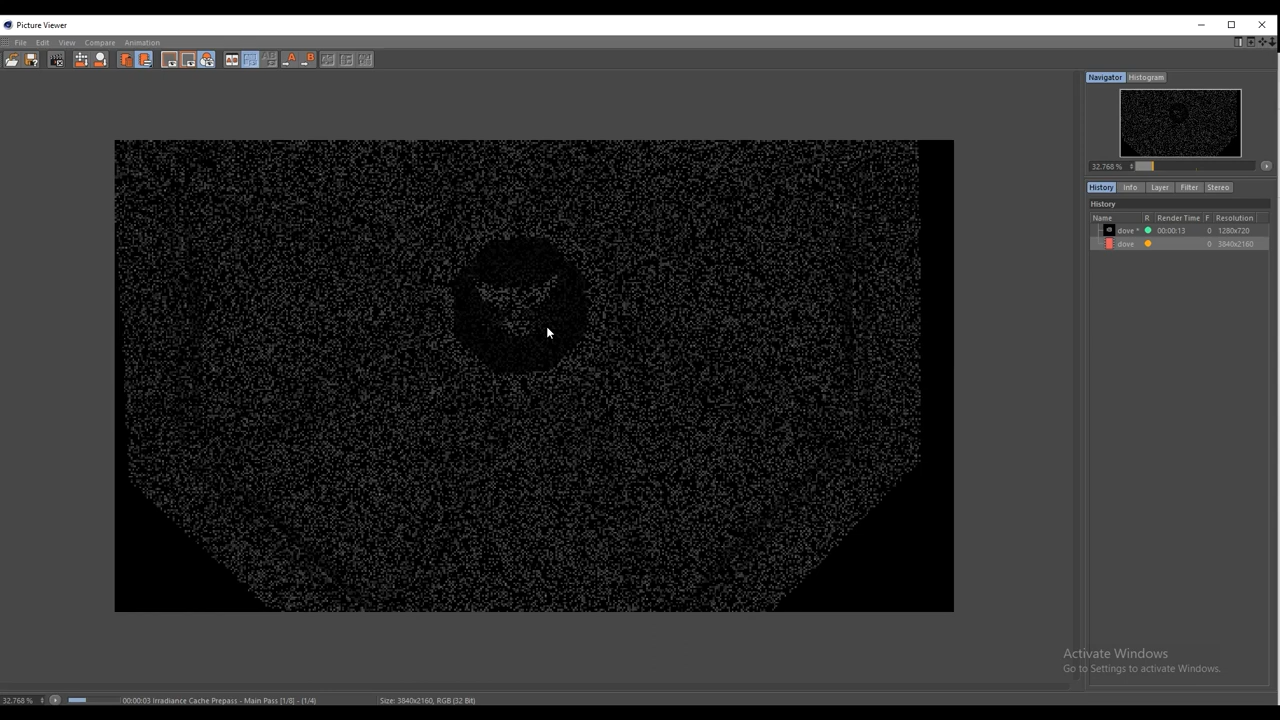 Picture Viewer
File Edit View Compare Animation
Navigator Histogram
32.768 %
History Info Layer Filter Stereo
History
Name R Render Time F Resolution
dove * 00:00:13 0 1280x720
dove 0 3840x2160
Activate Windows
Go to Settings to activate Windows.
32.768 % 00:00:03 Irradiance Cache Prepass - Main Pass [1/8] - (1/4) Size: 3840x2160, RGB (32 Bit)